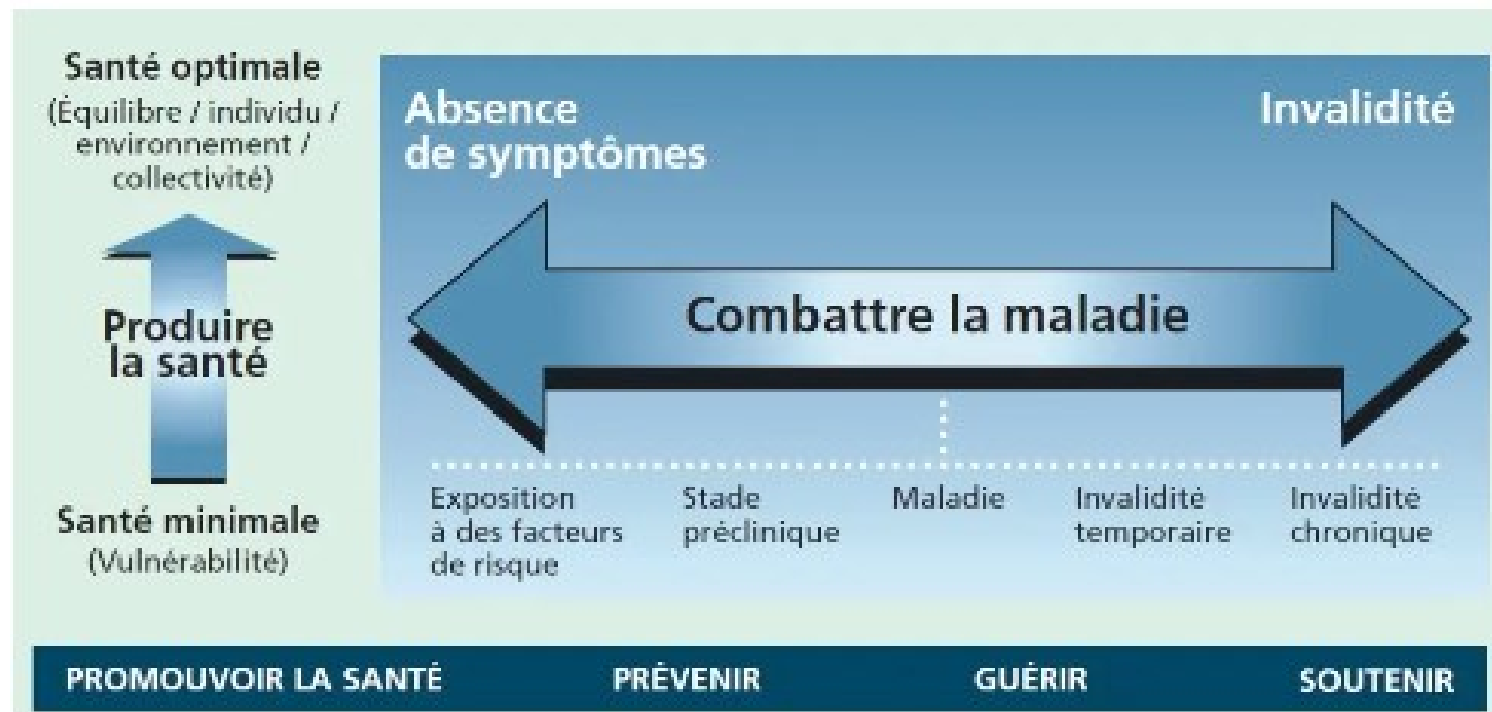 Santé optimale
(Équilibre / individu /
environnement /
collectivité)
Produire
la santé
Santé minimale
(Vulnérabilité)
Absence
de symptômes
Invalidité
Combattre la maladie
Exposition
à des facteurs
de risque
Stade
préclinique
Maladie
Invalidité
temporaire
Invalidité
chronique
PROMOUVOIR LA SANTÉ PRÉVENIR GUÉRIR SOUTENIR